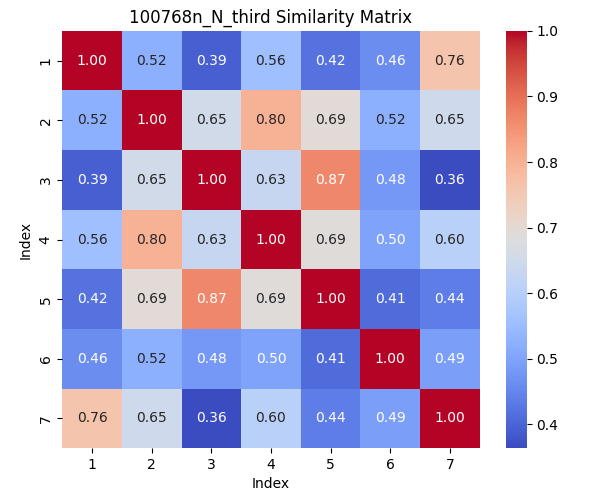 100768n_N_third Similarity Matrix
1 1.00 0.52 0.39 0.56 0.42 0.46 0.76
2 0.52 1.00 0.65 0.80 0.69 0.52 0.65
3 0.39 0.65 1.00 0.63 0.87 0.48 0.36
4 0.56 0.80 0.63 1.00 0.69 0.50 0.60
5 0.42 0.69 0.87 0.69 1.00 0.41 0.44
6 0.46 0.52 0.48 0.50 0.41 1.00 0.49
7 0.76 0.65 0.36 0.60 0.44 0.49 1.00
1 2 3 4 5 6 7
Index
Index
1.0
0.9
0.8
0.7
0.6
0.5
0.4